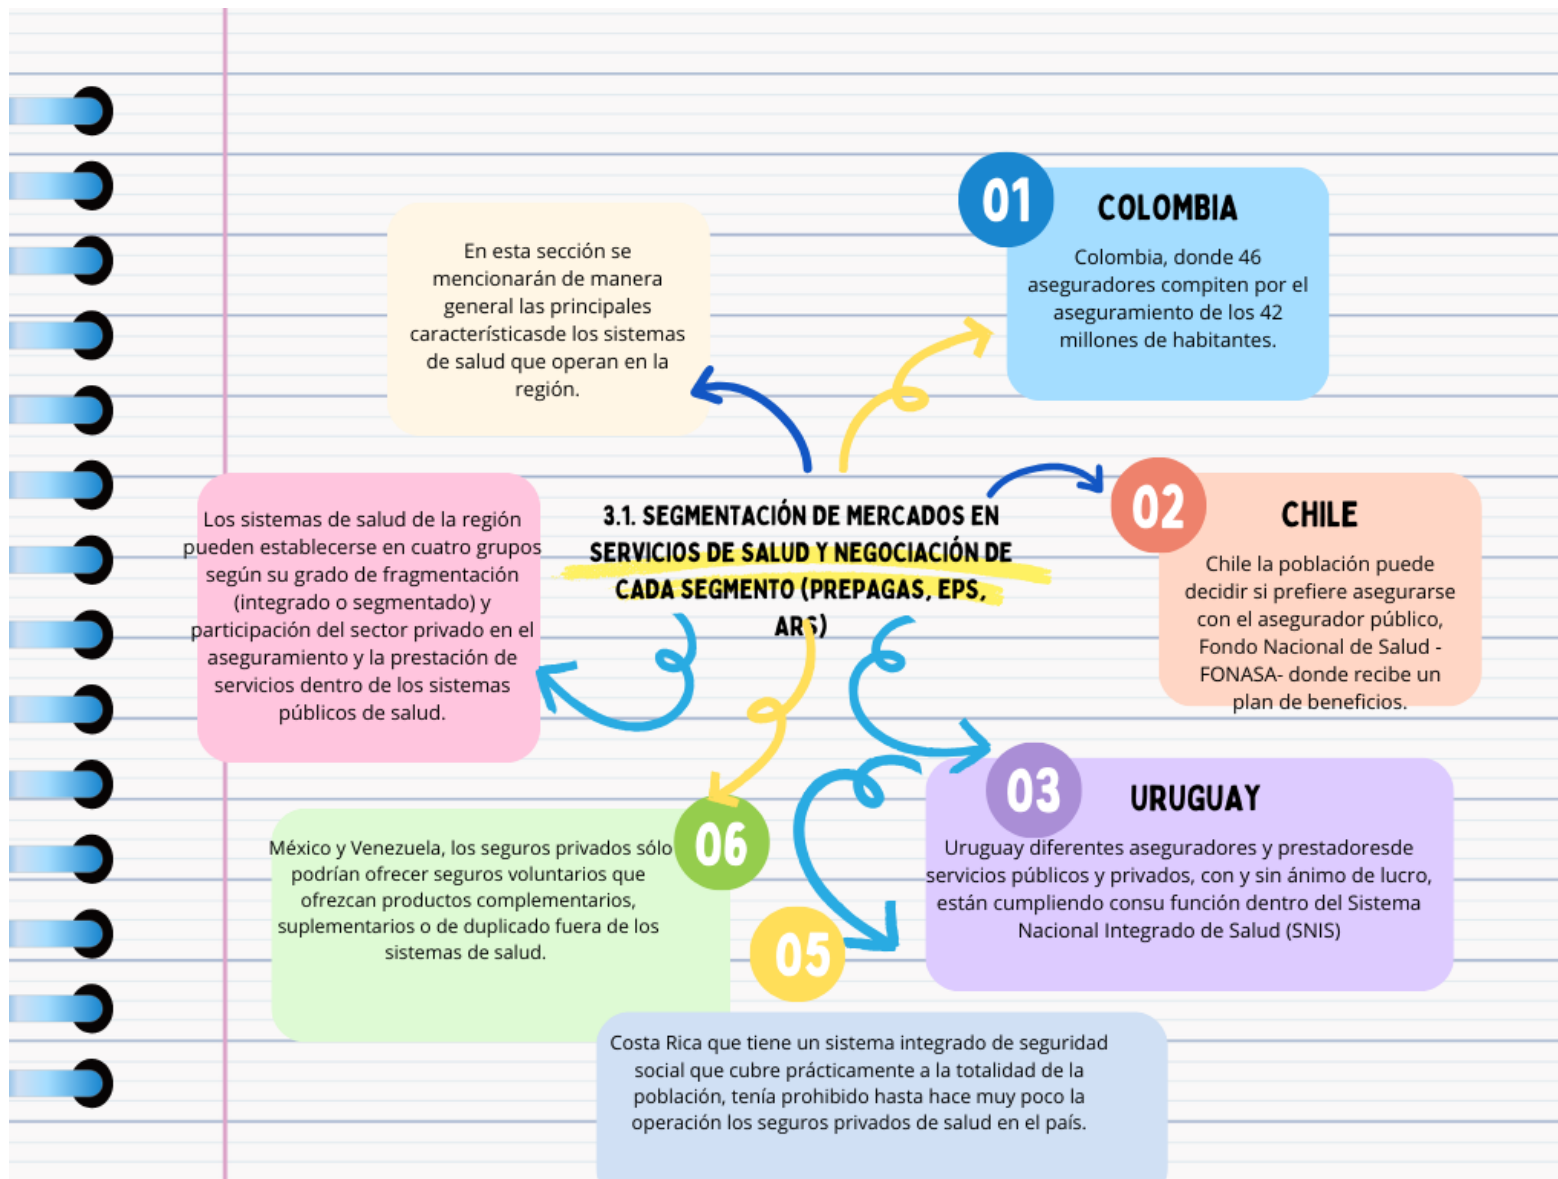 En esta sección se
mencionarán de manera
general las principales
característicasde los sistemas
de salud que operan en la
región.
01
COLOMBIA
Colombia, donde 46
aseguradores compiten por el
aseguramiento de los 42
millones de habitantes.
3.1. SEGMENTACIÓN DE MERCADOS EN
SERVICIOS DE SALUD Y NEGOCIACIÓN DE
CADA SEGMENTO (PREPAGAS, EPS,
ARS)
02
CHILE
Chile la población puede
decidir si prefiere asegurarse
con el asegurador público,
Fondo Nacional de Salud -
FONASA- donde recibe un
plan de beneficios.
Los sistemas de salud de la región
pueden establecerse en cuatro grupos
según su grado de fragmentación
(integrado o segmentado) y
participación del sector privado en el
aseguramiento y la prestación de
servicios dentro de los sistemas
públicos de salud.
03
URUGUAY
Uruguay diferentes aseguradores y prestadoresde
servicios públicos y privados, con y sin ánimo de lucro,
están cumpliendo consu función dentro del Sistema
Nacional Integrado de Salud (SNIS)
06
México y Venezuela, los seguros privados sólo
podrían ofrecer seguros voluntarios que
ofrezcan productos complementarios,
suplementarios o de duplicado fuera de los
sistemas de salud.
05
Costa Rica que tiene un sistema integrado de seguridad
social que cubre prácticamente a la totalidad de la
población, tenía prohibido hasta hace muy poco la
operación los seguros privados de salud en el país.